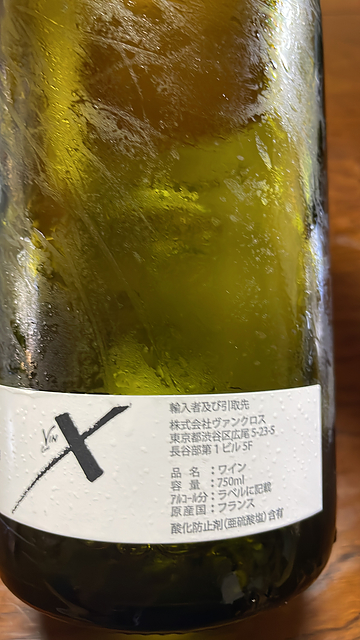 VIN X
輸入者及び引取先
株式会社ヴァンクロス
東京都渋谷区広尾5-23-5
長谷部第1ビル5F
品名：ワイン
容量：750ml
アルコール分：ラベルに記載
原産国：フランス
酸化防止剤(亜硫酸塩)含有